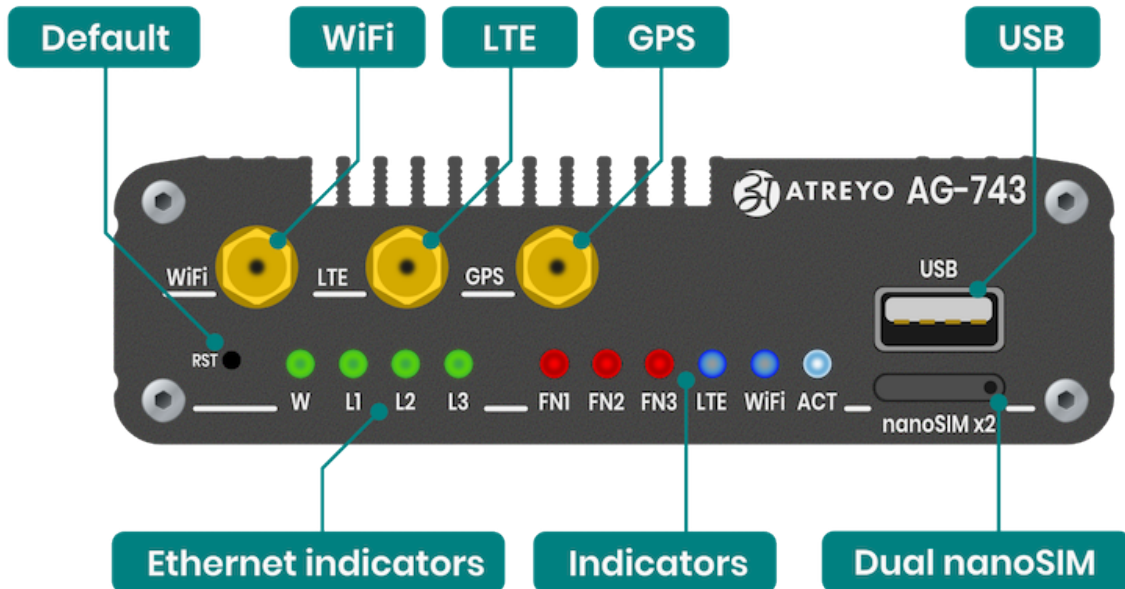 Default
WiFi
LTE
GPS
USB
ATREYO AG-743
WiFi
LTE
GPS
USB
RST
W L1 L2 L3 FN1 FN2 FN3 LTE WiFi ACT
nanoSIM x2
Ethernet indicators
Indicators
Dual nanoSIM